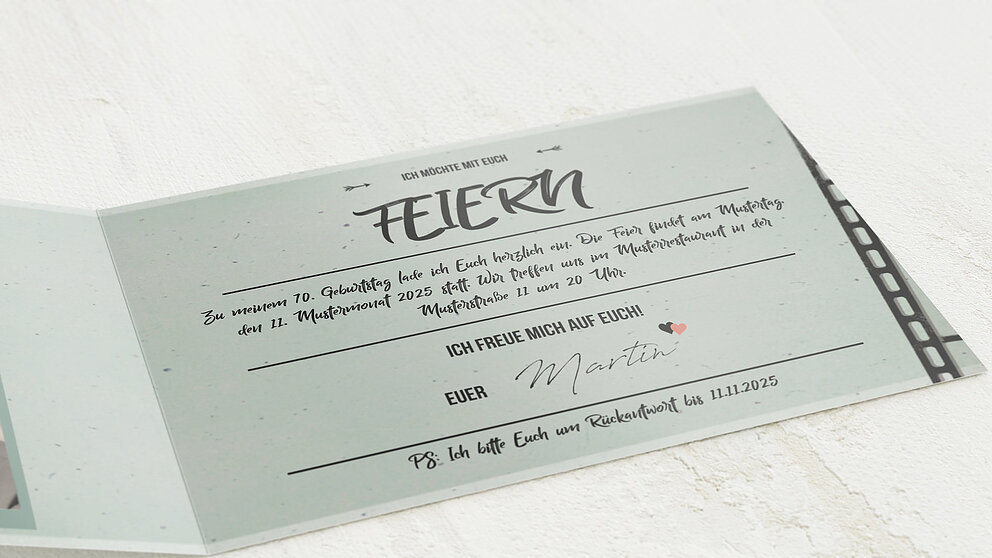 ICH MÖCHTE MIT EUCH
FEIERN
Zu meinem 70. Geburtstag lade ich Euch herzlich ein. Die Feier findet am Mustertag,
den 11. Mustermonat 2025 statt. Wir treffen uns im Musterrestaurant in der
Musterstraße 11 um 20 Uhr.
ICH FREUE MICH AUF EUCH!
EUER Martin
PS: Ich bitte Euch um Rückantwort bis 11.11.2025